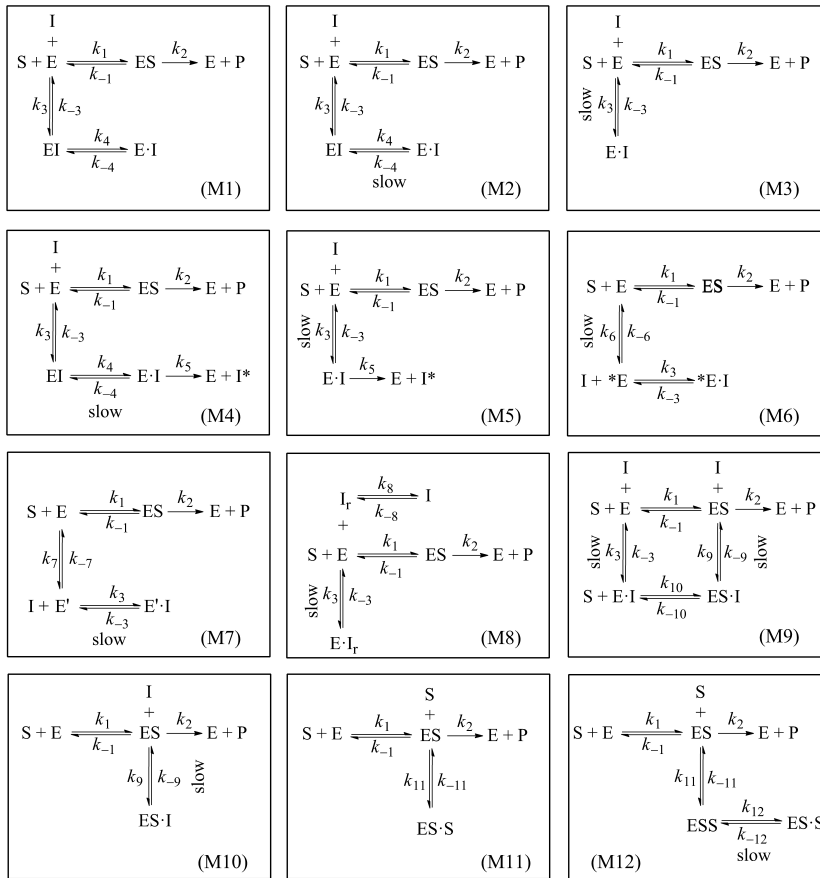 I
+
S + E k1 k−1 ES k2 E + P
k3 k−3
EI k4 k−4 E·I
(M1)
I
+
S + E k1 k−1 ES k2 E + P
k3 k−3
EI k4 k−4 E·I
slow
(M2)
I
+
S + E k1 k−1 ES k2 E + P
slow k3 k−3
E·I
(M3)
I
+
S + E k1 k−1 ES k2 E + P
k3 k−3
EI k4 k−4 E·I k5 E + I*
slow
(M4)
I
+
S + E k1 k−1 ES k2 E + P
slow k3 k−3
E·I k5 E + I*
(M5)
S + E k1 k−1 ES k2 E + P
slow k6 k−6
I + *E k3 k−3 *E·I
(M6)
S + E k1 k−1 ES k2 E + P
k7 k−7
I + E' k3 k−3 E'·I
slow
(M7)
Ir k8 k−8 I
+
S + E k1 k−1 ES k2 E + P
slow k3 k−3
E·Ir
(M8)
I I
+ +
S + E k1 k−1 ES k2 E + P
slow k3 k−3 k9 k−9 slow
S + E·I k10 k−10 ES·I
(M9)
I
+
S + E k1 k−1 ES k2 E + P
k9 k−9 slow
ES·I
(M10)
S
+
S + E k1 k−1 ES k2 E + P
k11 k−11
ES·S
(M11)
S
+
S + E k1 k−1 ES k2 E + P
k11 k−11
ESS k12 k−12 ES·S
slow
(M12)